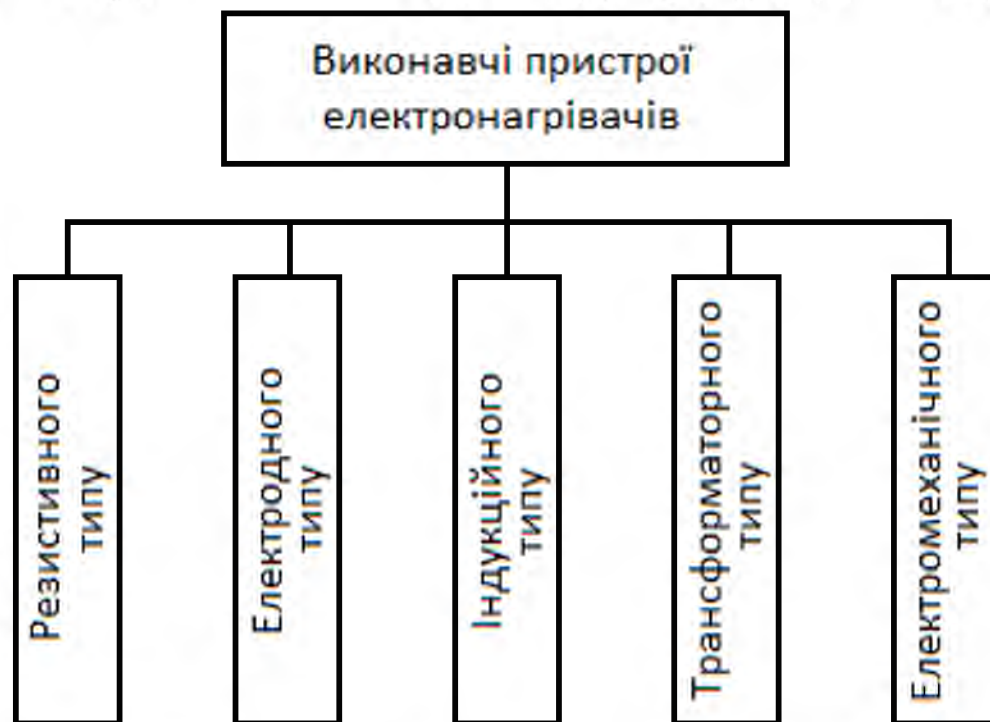 Виконавчі пристрої
електронагрівачів
Резистивного
типу
Електродного
типу
Індукційного
типу
Трансформаторного
типу
Електромеханічного
типу